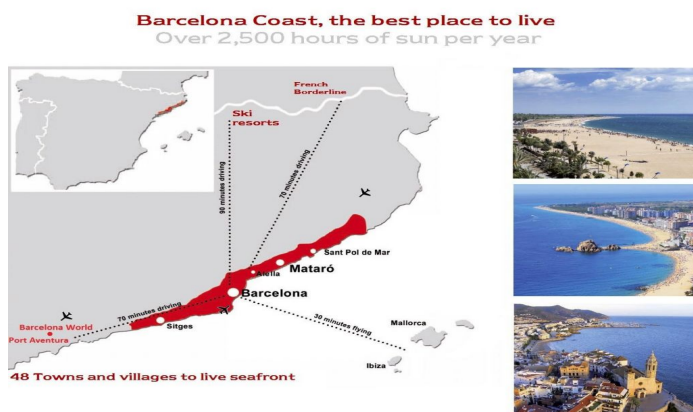 Barcelona Coast, the best place to live
Over 2,500 hours of sun per year
French
Borderline
Ski
resorts
90 minutes driving
70 minutes driving
Sant Pol de Mar
Alella
Mataró
Barcelona
70 minutes driving
30 minutes flying
Barcelona World
Port Aventura
Sitges
Mallorca
Ibiza
48 Towns and villages to live seafront